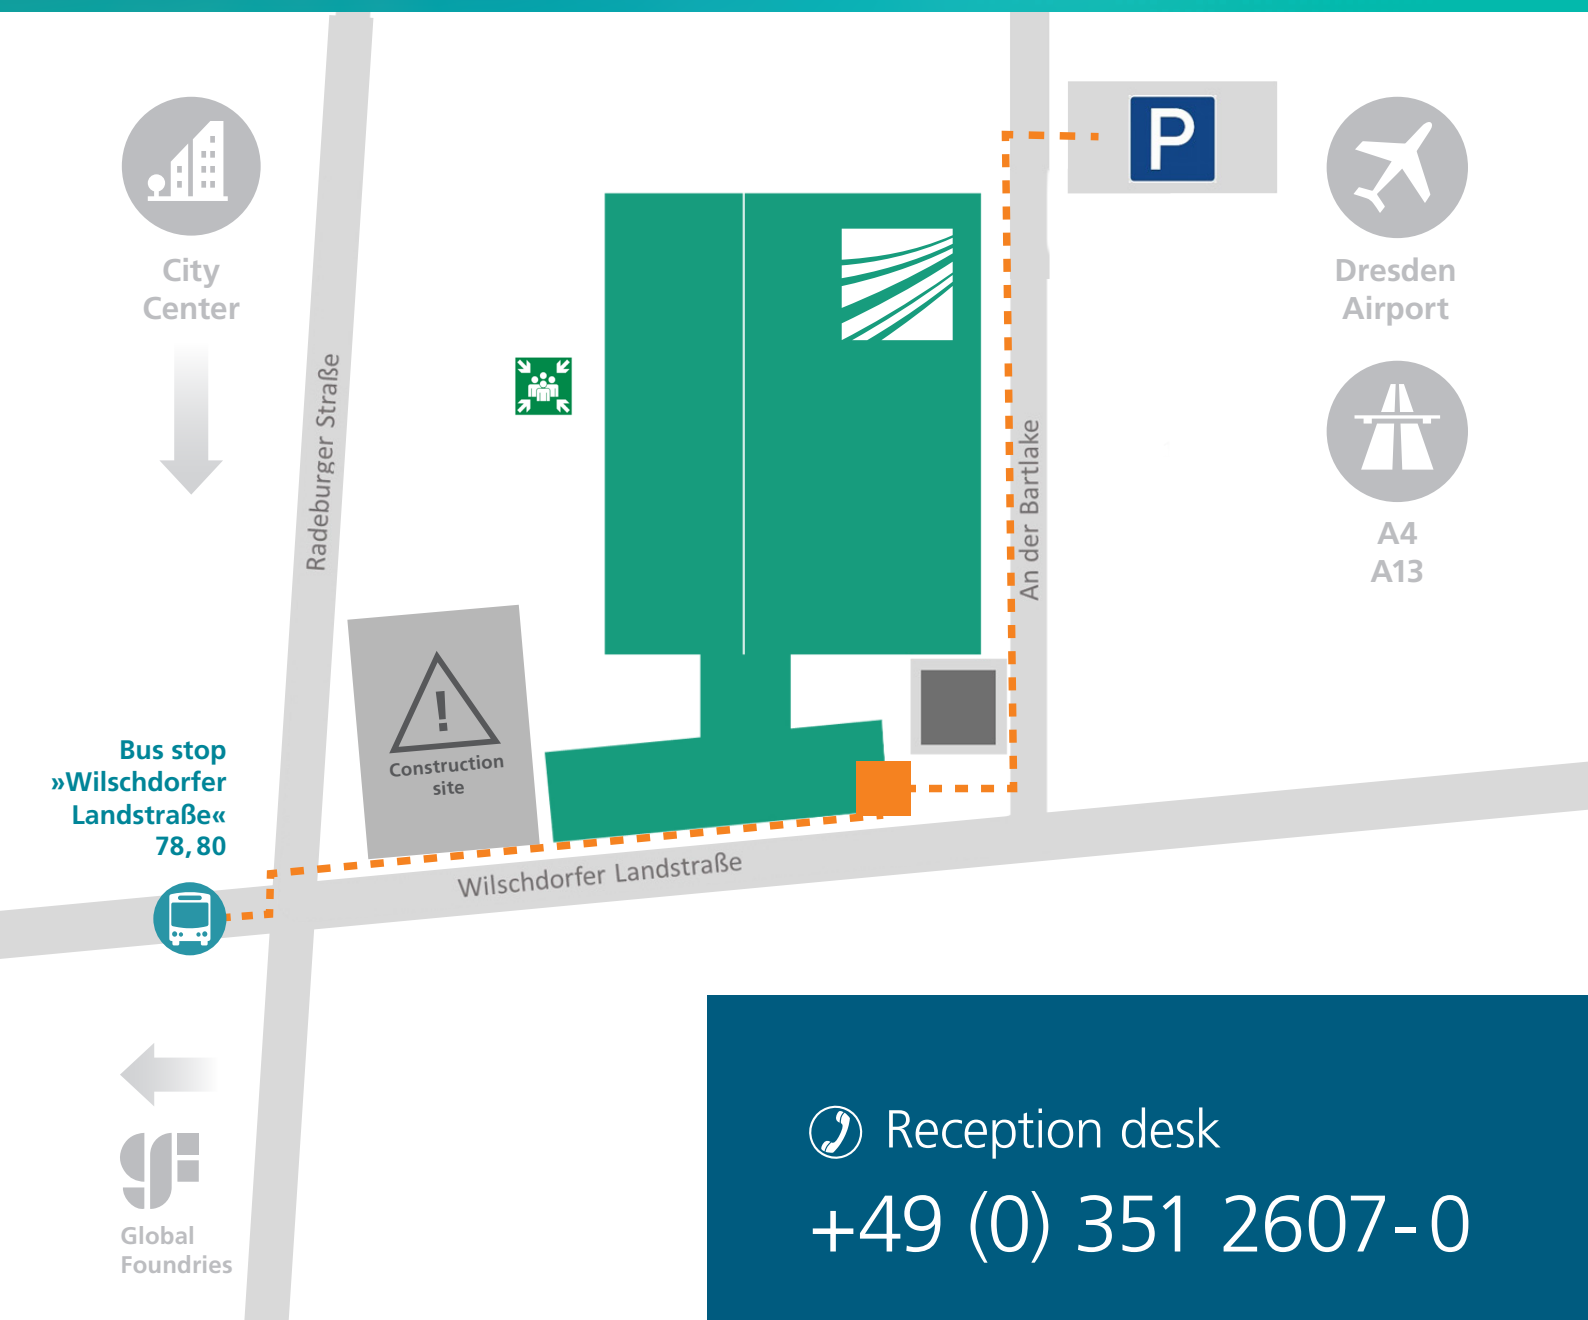 City
Center
P
Dresden
Airport
Radeburger Straße
An der Bartlake
A4
A13
!
Construction
site
Bus stop
»Wilschdorfer
Landstraße«
78, 80
Wilschdorfer Landstraße
GF
Global
Foundries
Reception desk
+49 (0) 351 2607-0